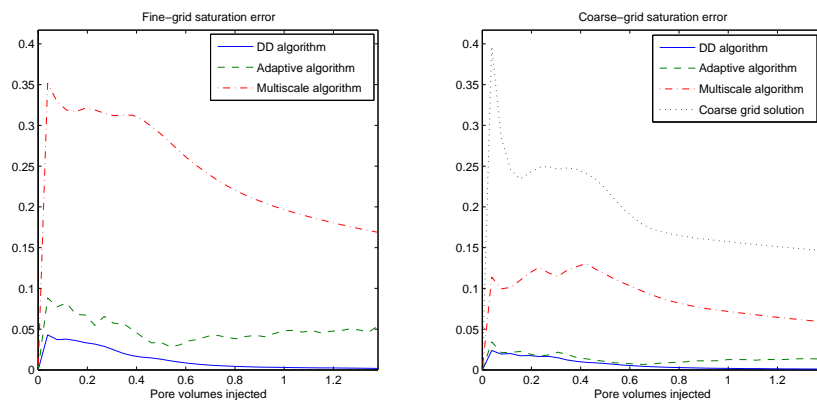 Fine-grid saturation error
0.4
0.35
0.3
0.25
0.2
0.15
0.1
0.05
0
0
0.2
0.4
0.6
0.8
1
1.2
Pore volumes injected
DD algorithm
Adaptive algorithm
Multiscale algorithm
Coarse-grid saturation error
0.4
0.35
0.3
0.25
0.2
0.15
0.1
0.05
0
0
0.2
0.4
0.6
0.8
1
1.2
Pore volumes injected
DD algorithm
Adaptive algorithm
Multiscale algorithm
Coarse grid solution